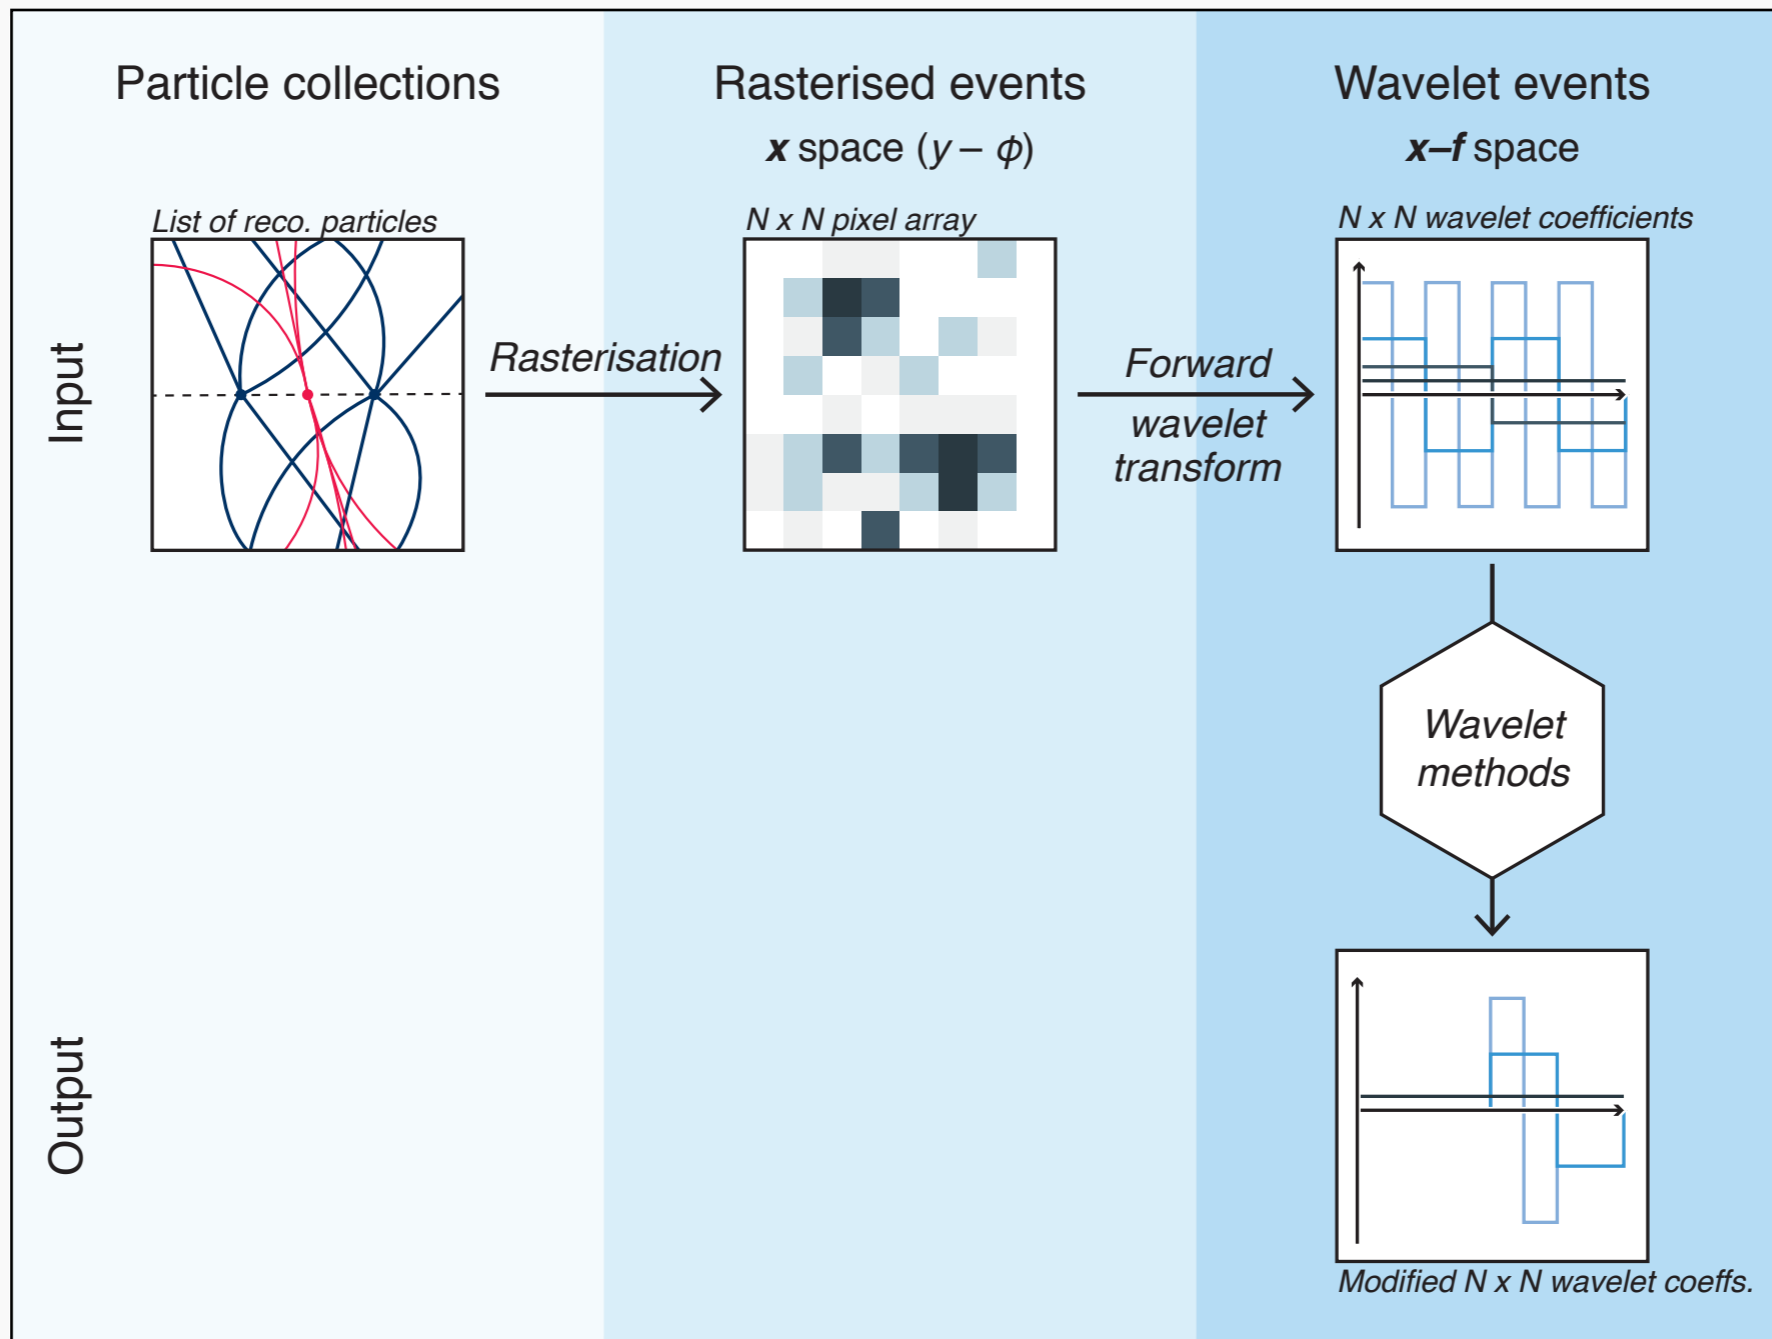 Particle collections
Rasterised events
x space (y – ϕ)
Wavelet events
x–f space
Input
List of reco. particles
Rasterisation
N x N pixel array
Forward
wavelet
transform
N x N wavelet coefficients
Wavelet
methods
Output
Modified N x N wavelet coeffs.